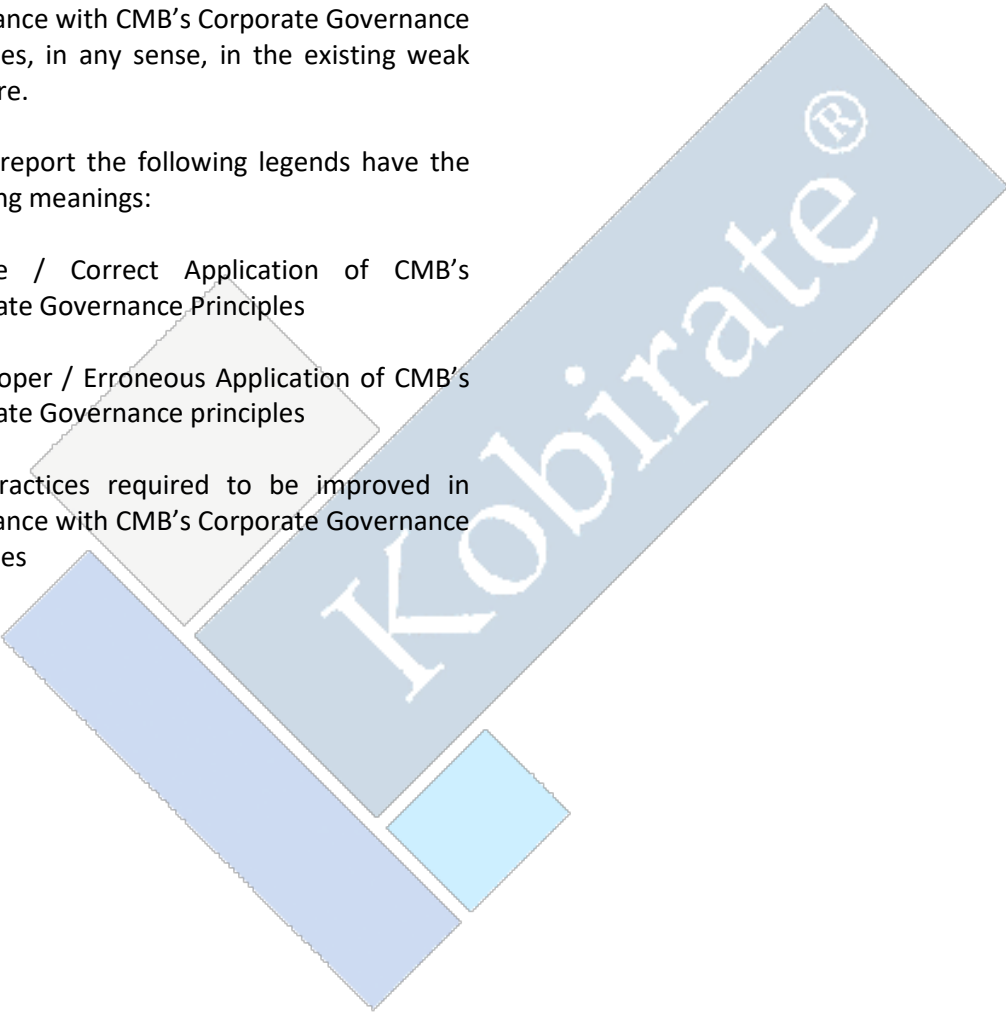 ance with CMB's Corporate Governance
es, in any sense, in the existing weak
re.
report the following legends have the
ng meanings:
e / Correct Application of CMB's
ate Governance Principles
oper / Erroneous Application of CMB's
ate Governance principles
ractices required to be improved in
ance with CMB's Corporate Governance
es
Kobirate ®